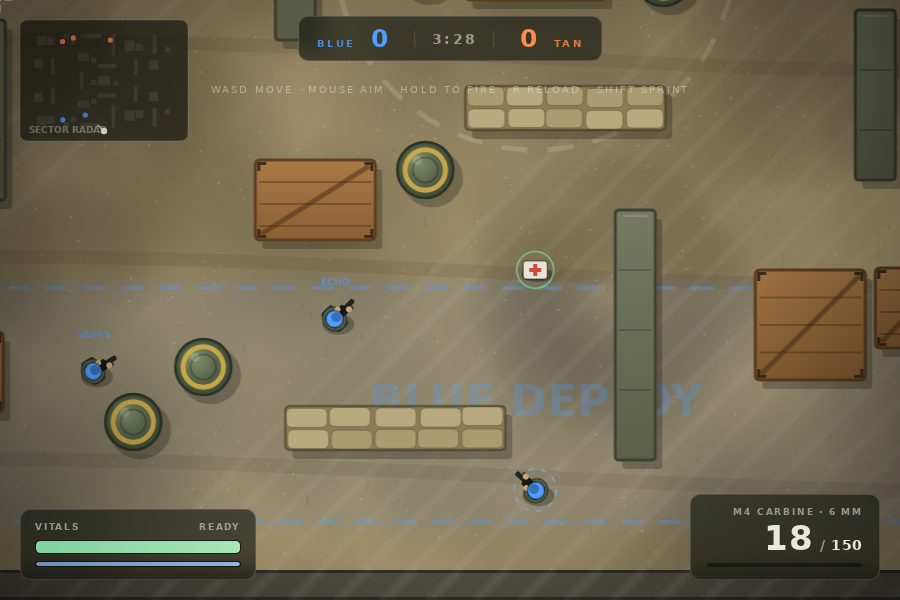 BLUE 0 3:28 0 TAN
WASD MOVE · MOUSE AIM · HOLD TO FIRE · R RELOAD · SHIFT SPRINT
SECTOR RADAR
ECHO
BLUE DEPLOY
VITALS READY
M4 CARBINE · 6 MM
18 / 150